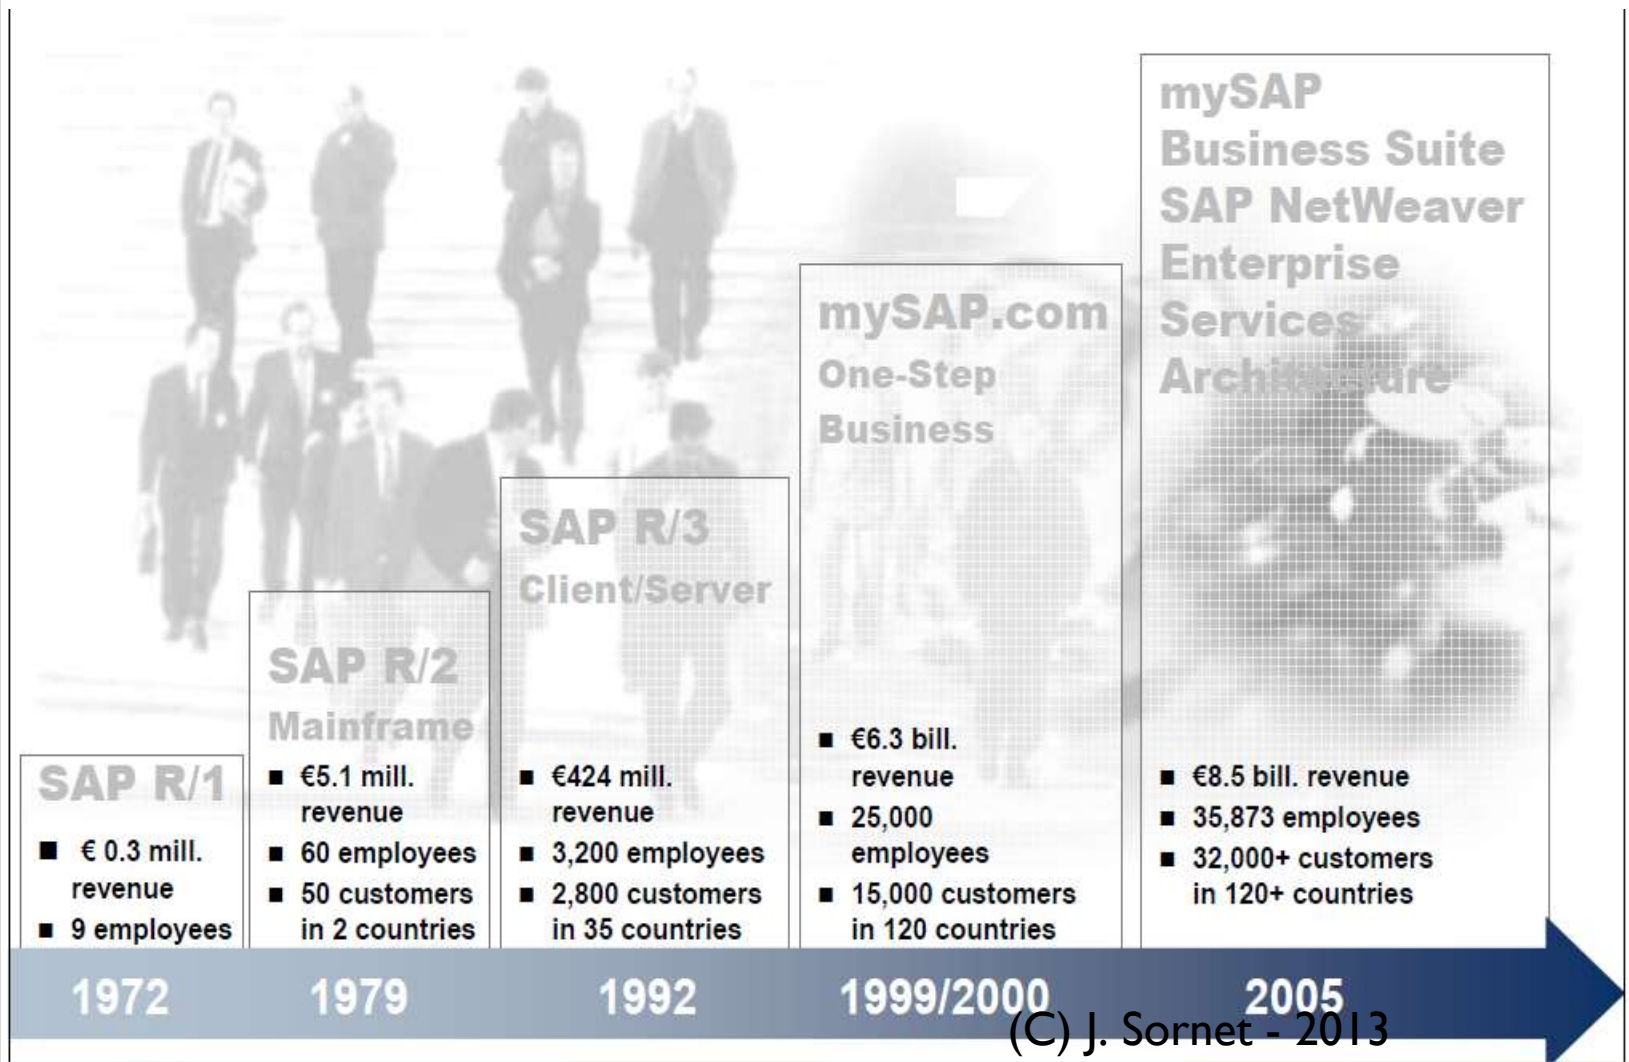 SAP R/1
■ € 0.3 mill.
revenue
■ 9 employees
1972
SAP R/2
Mainframe
■ €5.1 mill.
revenue
■ 60 employees
■ 50 customers
in 2 countries
1979
SAP R/3
Client/Server
■ €424 mill.
revenue
■ 3,200 employees
■ 2,800 customers
in 35 countries
1992
mySAP.com
One-Step
Business
■ €6.3 bill.
revenue
■ 25,000
employees
■ 15,000 customers
in 120 countries
1999/2000
mySAP
Business Suite
SAP NetWeaver
Enterprise
Services
Architecture
■ €8.5 bill. revenue
■ 35,873 employees
■ 32,000+ customers
in 120+ countries
2005
(C) J. Sornet - 2013